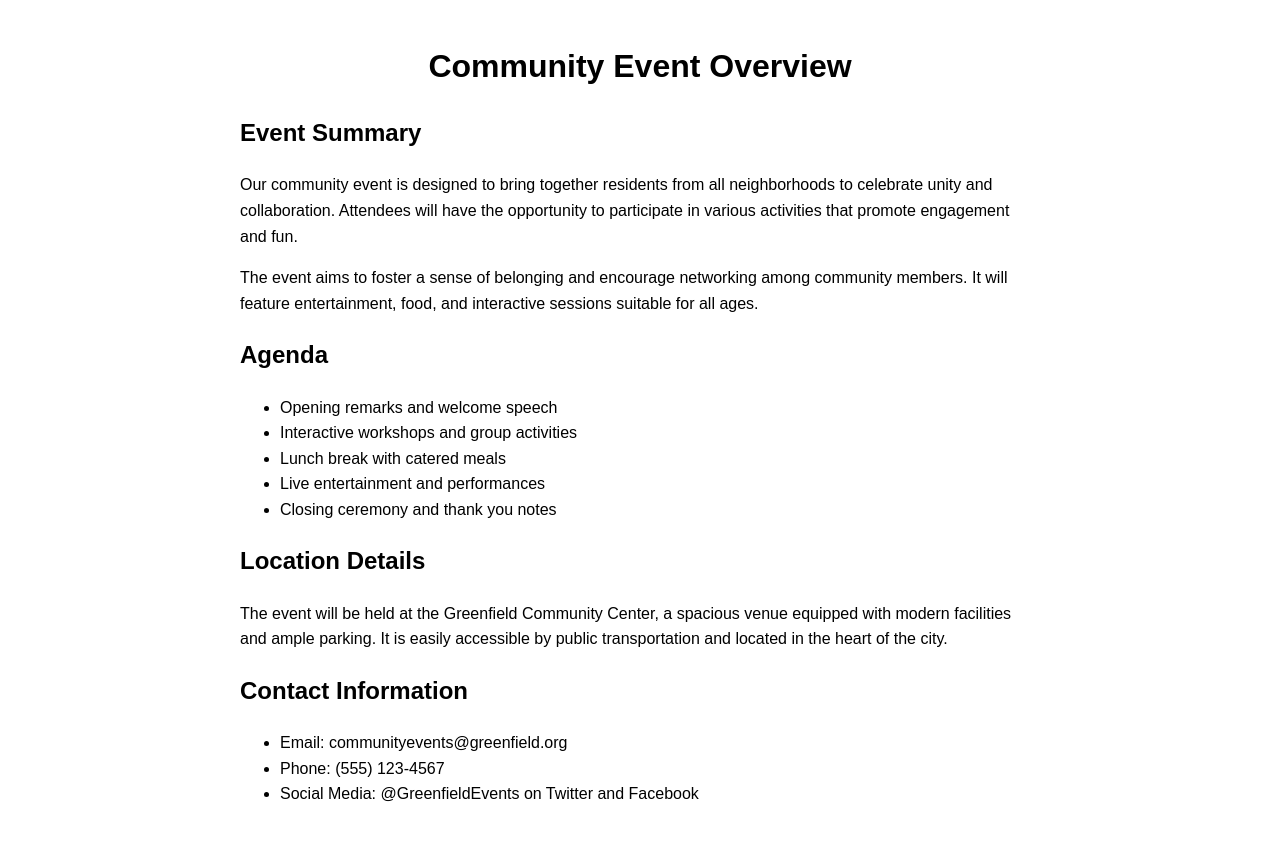 Community Event Overview
Event Summary
Our community event is designed to bring together residents from all neighborhoods to celebrate unity and
collaboration. Attendees will have the opportunity to participate in various activities that promote engagement
and fun.
The event aims to foster a sense of belonging and encourage networking among community members. It will
feature entertainment, food, and interactive sessions suitable for all ages.
Agenda
• Opening remarks and welcome speech
• Interactive workshops and group activities
• Lunch break with catered meals
• Live entertainment and performances
• Closing ceremony and thank you notes
Location Details
The event will be held at the Greenfield Community Center, a spacious venue equipped with modern facilities
and ample parking. It is easily accessible by public transportation and located in the heart of the city.
Contact Information
• Email: communityevents@greenfield.org
• Phone: (555) 123-4567
• Social Media: @GreenfieldEvents on Twitter and Facebook